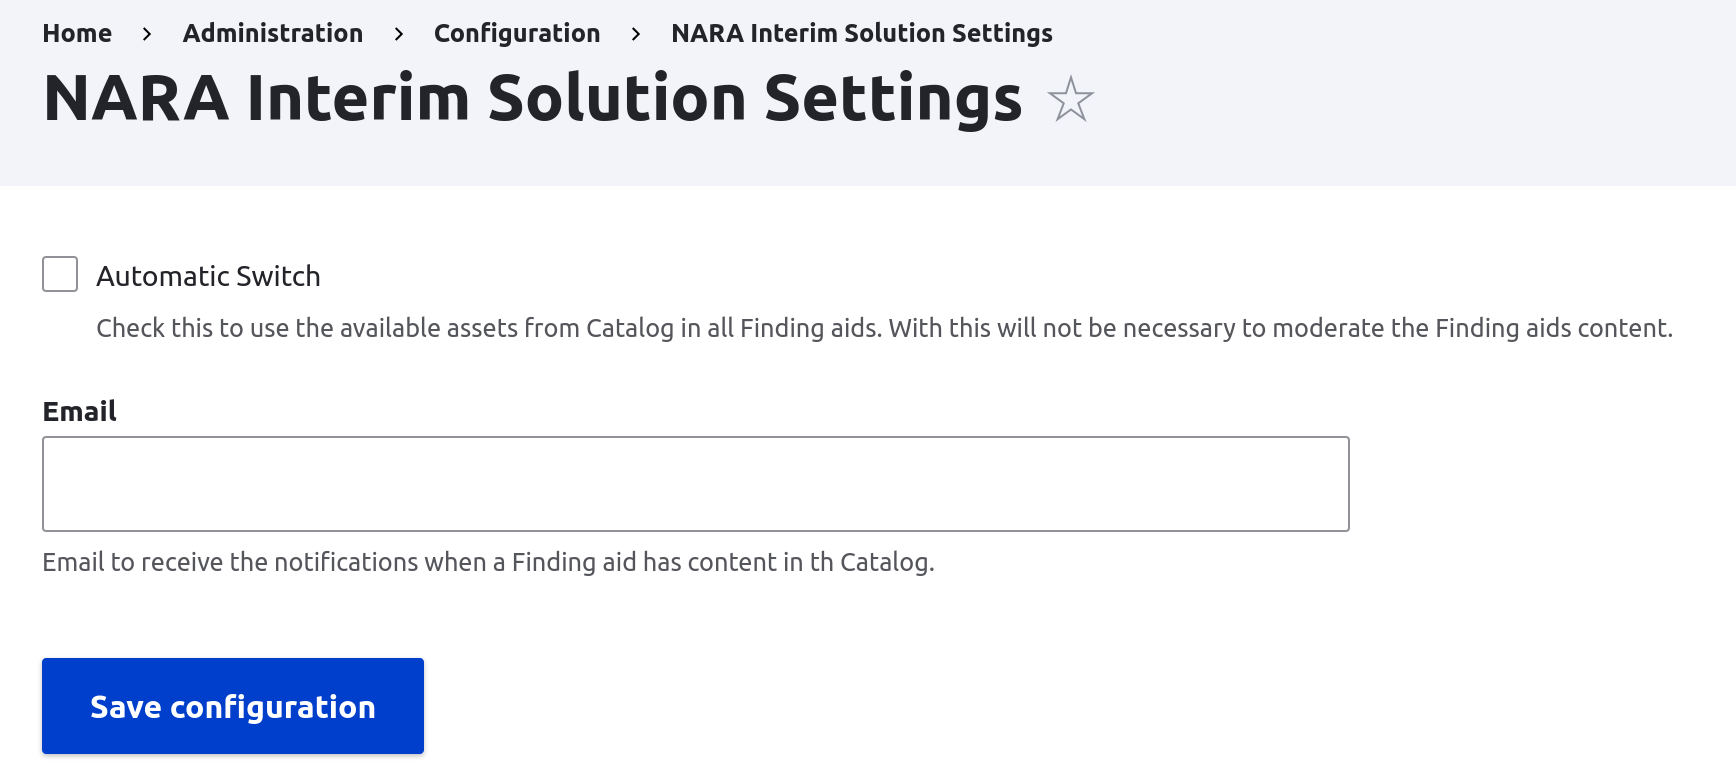 Home > Administration > Configuration > NARA Interim Solution Settings
NARA Interim Solution Settings
Automatic Switch
Check this to use the available assets from Catalog in all Finding aids. With this will not be necessary to moderate the Finding aids content.
Email
Email to receive the notifications when a Finding aid has content in th Catalog.
Save configuration